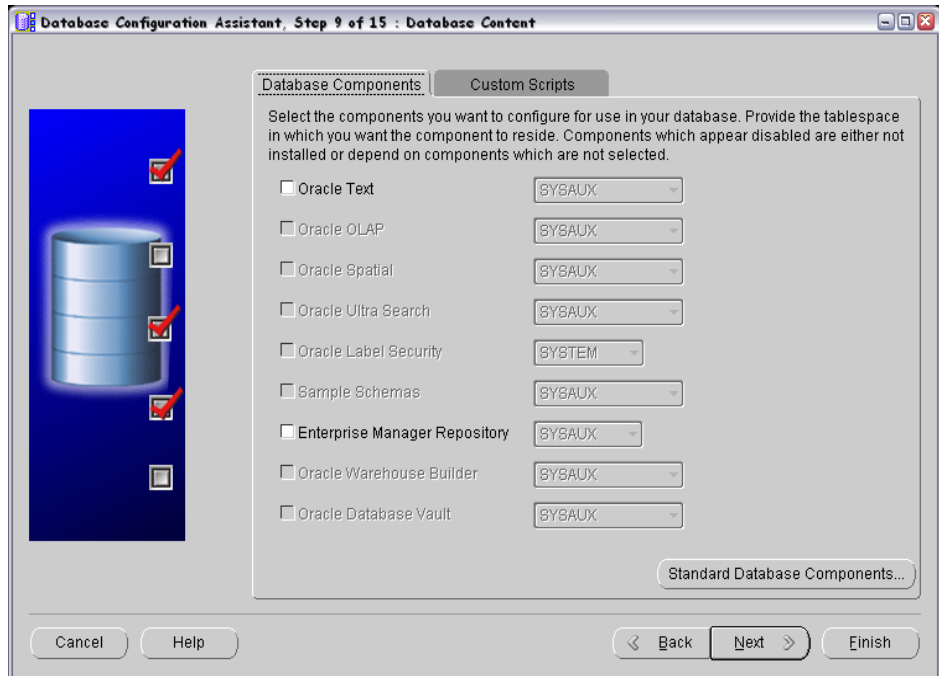 Database Configuration Assistant, Step 9 of 15 : Database Content
Database Components
Custom Scripts
Select the components you want to configure for use in your database. Provide the tablespace
in which you want the component to reside. Components which appear disabled are either not
installed or depend on components which are not selected.
Oracle Text SYSAUX
Oracle OLAP SYSAUX
Oracle Spatial SYSAUX
Oracle Ultra Search SYSAUX
Oracle Label Security SYSTEM
Sample Schemas SYSAUX
Enterprise Manager Repository SYSAUX
Oracle Warehouse Builder SYSAUX
Oracle Database Vault SYSAUX
Standard Database Components...
Cancel Help Back Next Finish